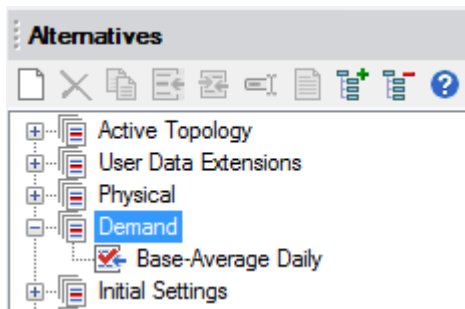 Alternatives
Active Topology
User Data Extensions
Physical
Demand
Base-Average Daily
Initial Settings